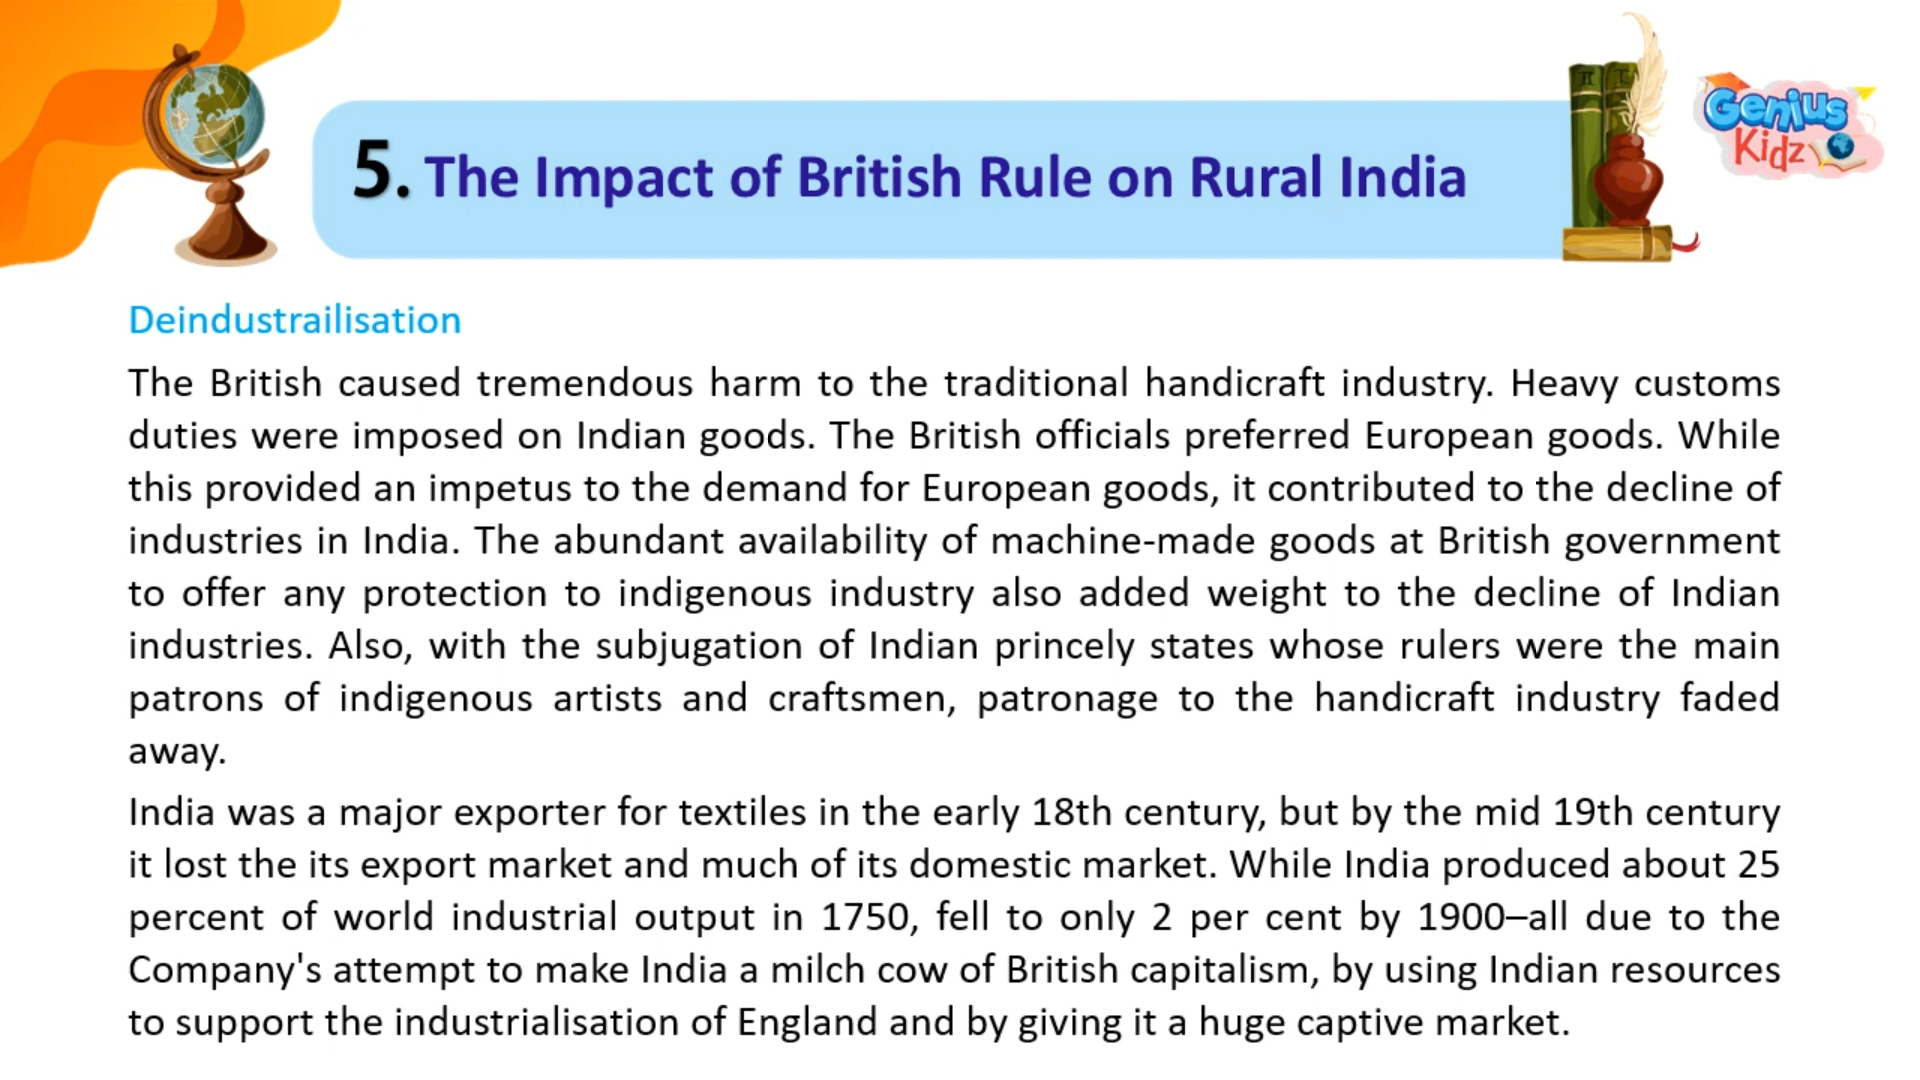 5. The Impact of British Rule on Rural India
Genius
Kidz
Deindustrailisation
The British caused tremendous harm to the traditional handicraft industry. Heavy customs
duties were imposed on Indian goods. The British officials preferred European goods. While
this provided an impetus to the demand for European goods, it contributed to the decline of
industries in India. The abundant availability of machine-made goods at British government
to offer any protection to indigenous industry also added weight to the decline of Indian
industries. Also, with the subjugation of Indian princely states whose rulers were the main
patrons of indigenous artists and craftsmen, patronage to the handicraft industry faded
away.
India was a major exporter for textiles in the early 18th century, but by the mid 19th century
it lost the its export market and much of its domestic market. While India produced about 25
percent of world industrial output in 1750, fell to only 2 per cent by 1900–all due to the
Company's attempt to make India a milch cow of British capitalism, by using Indian resources
to support the industrialisation of England and by giving it a huge captive market.